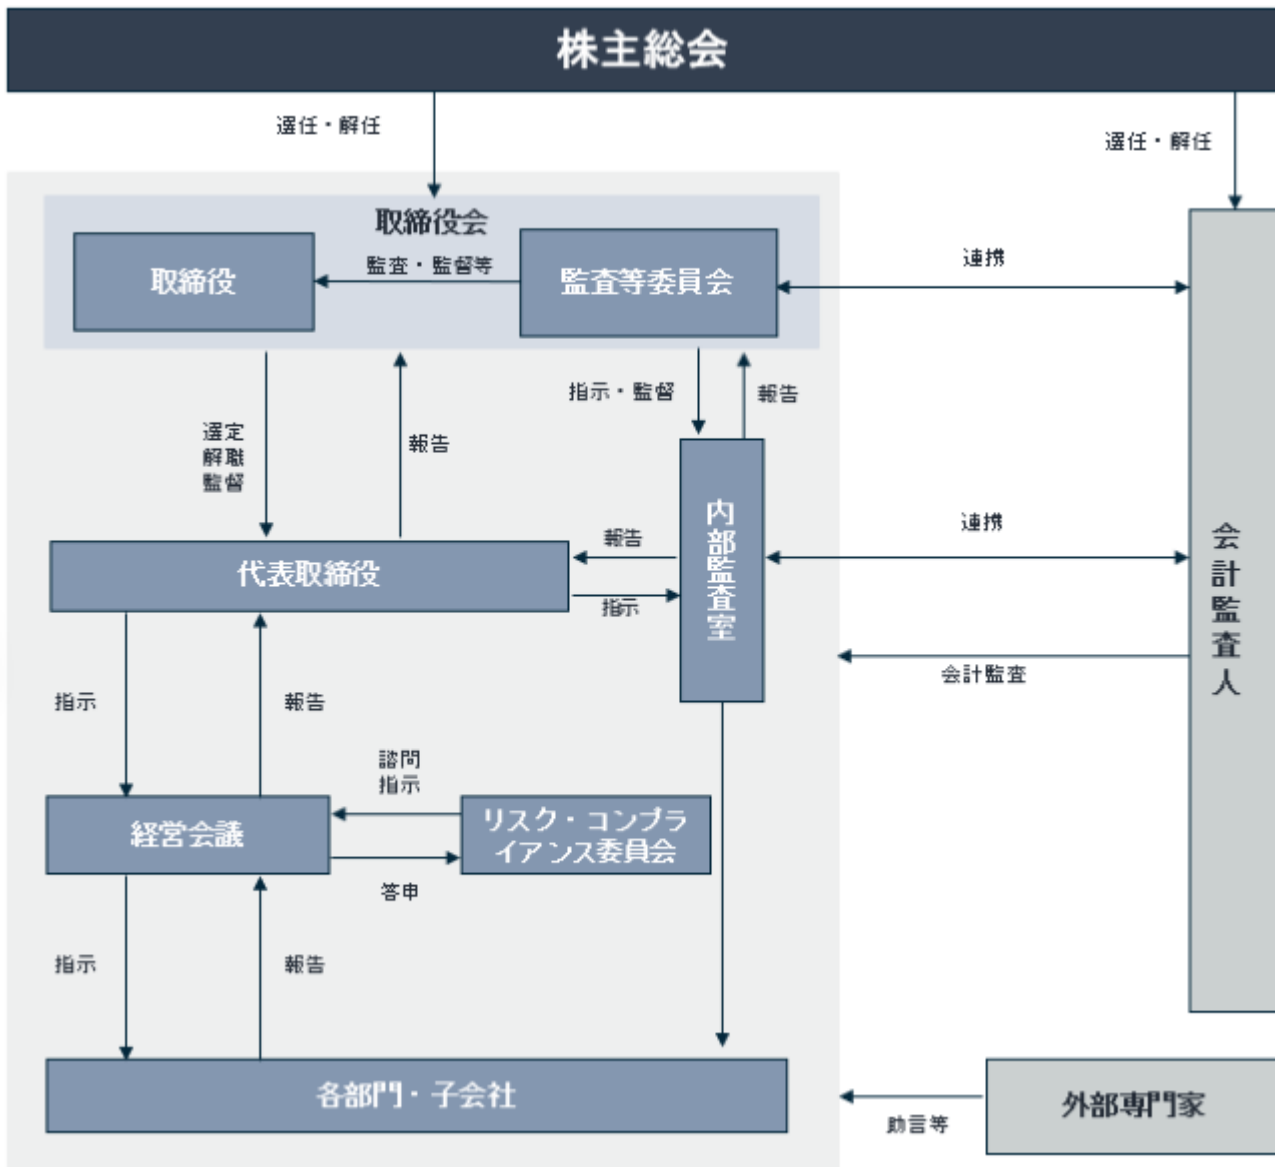 株主総会
選任・解任
選任・解任
取締役会
取締役
監査・監督等
監査等委員会
連携
指示・監督
報告
選定
解職
監督
報告
内部監査室
連携
会計監査人
報告
代表取締役
指示
会計監査
指示
報告
諮問
指示
経営会議
リスク・コンプラ
イアンス委員会
答申
指示
報告
各部門・子会社
外部専門家
助言等